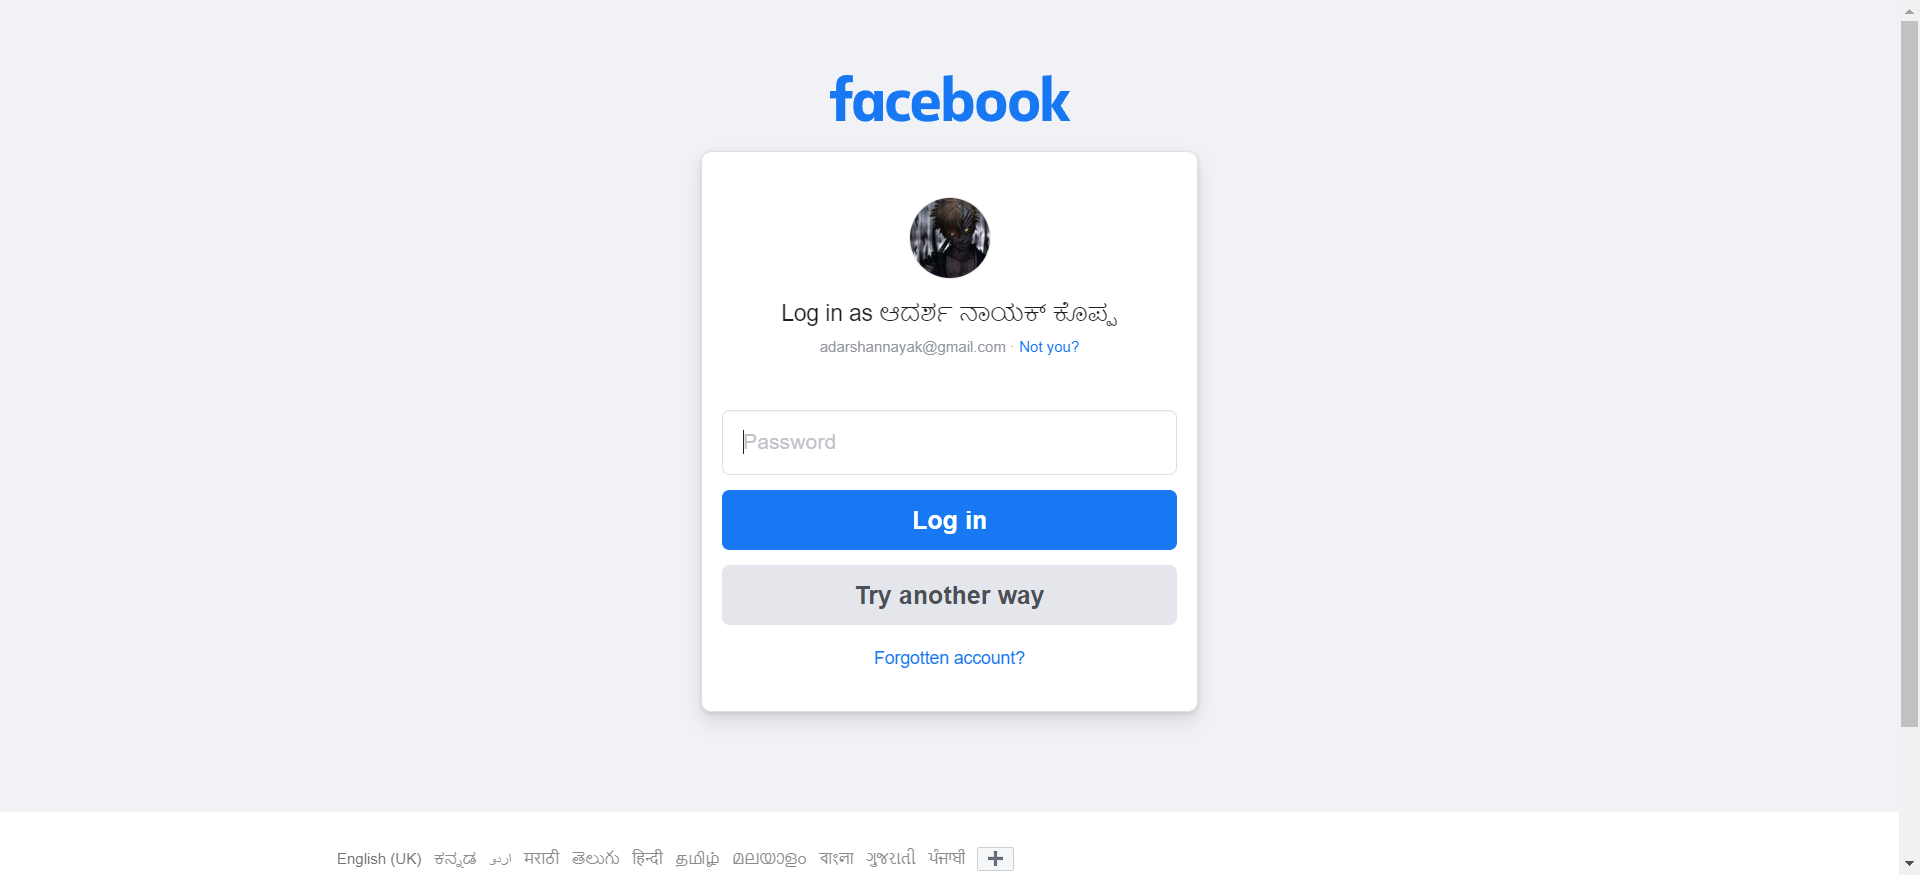 facebook
Log in as ಆದರ್ಶ ನಾಯಕ್ ಕೊಪ್ಪ
adarshannayak@gmail.com · Not you?
Password
Log in
Try another way
Forgotten account?
English (UK) ಕನ್ನಡ اردو मराठी తెలుగు हिन्दी தமிழ் മലയാളം বাংলা ગુજરાતી ਪੰਜਾਬੀ +